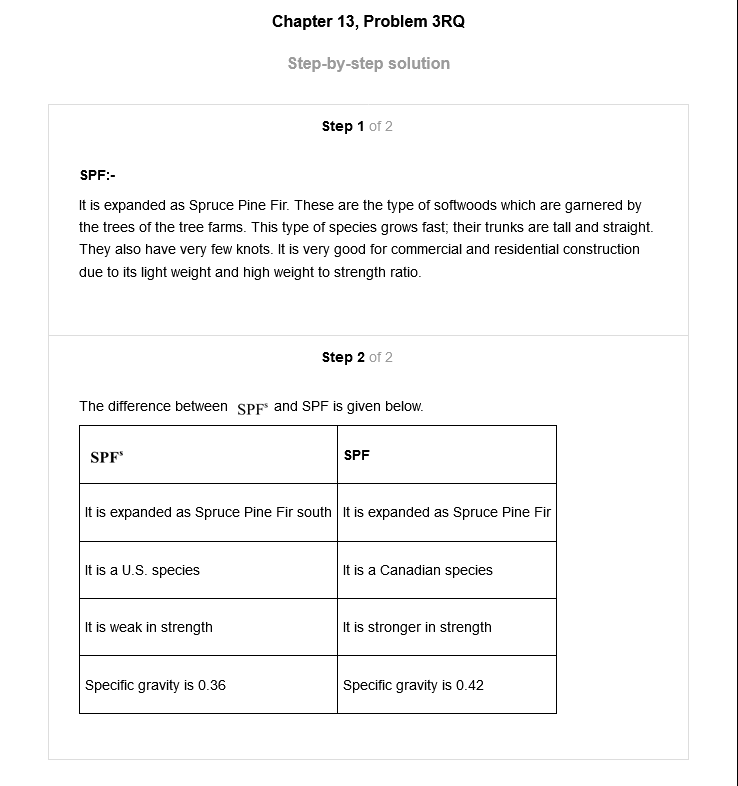 Chapter 13, Problem 3RQ
Step-by-step solution
Step 1 of 2
SPF:-
It is expanded as Spruce Pine Fir. These are the type of softwoods which are garnered by
the trees of the tree farms. This type of species grows fast; their trunks are tall and straight.
They also have very few knots. It is very good for commercial and residential construction
due to its light weight and high weight to strength ratio.
Step 2 of 2
The difference between SPFˢ and SPF is given below.
SPFˢ SPF
It is expanded as Spruce Pine Fir south It is expanded as Spruce Pine Fir
It is a U.S. species It is a Canadian species
It is weak in strength It is stronger in strength
Specific gravity is 0.36 Specific gravity is 0.42